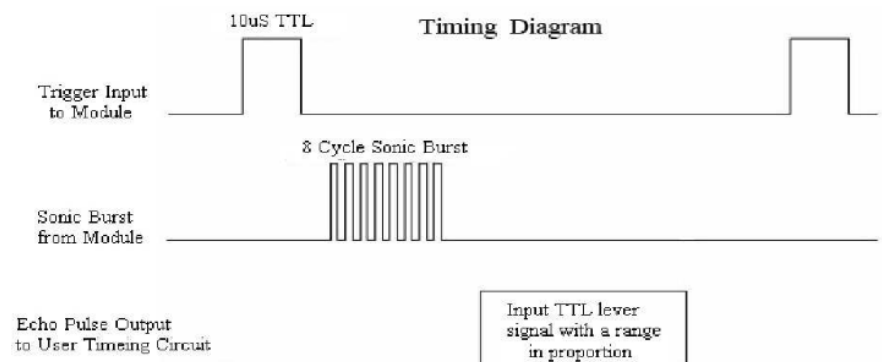 10uS TTL
Timing Diagram
Trigger Input
to Module
8 Cycle Sonic Burst
Sonic Burst
from Module
Input TTL lever
signal with a range
in proportion
Echo Pulse Output
to User Timeing Circuit